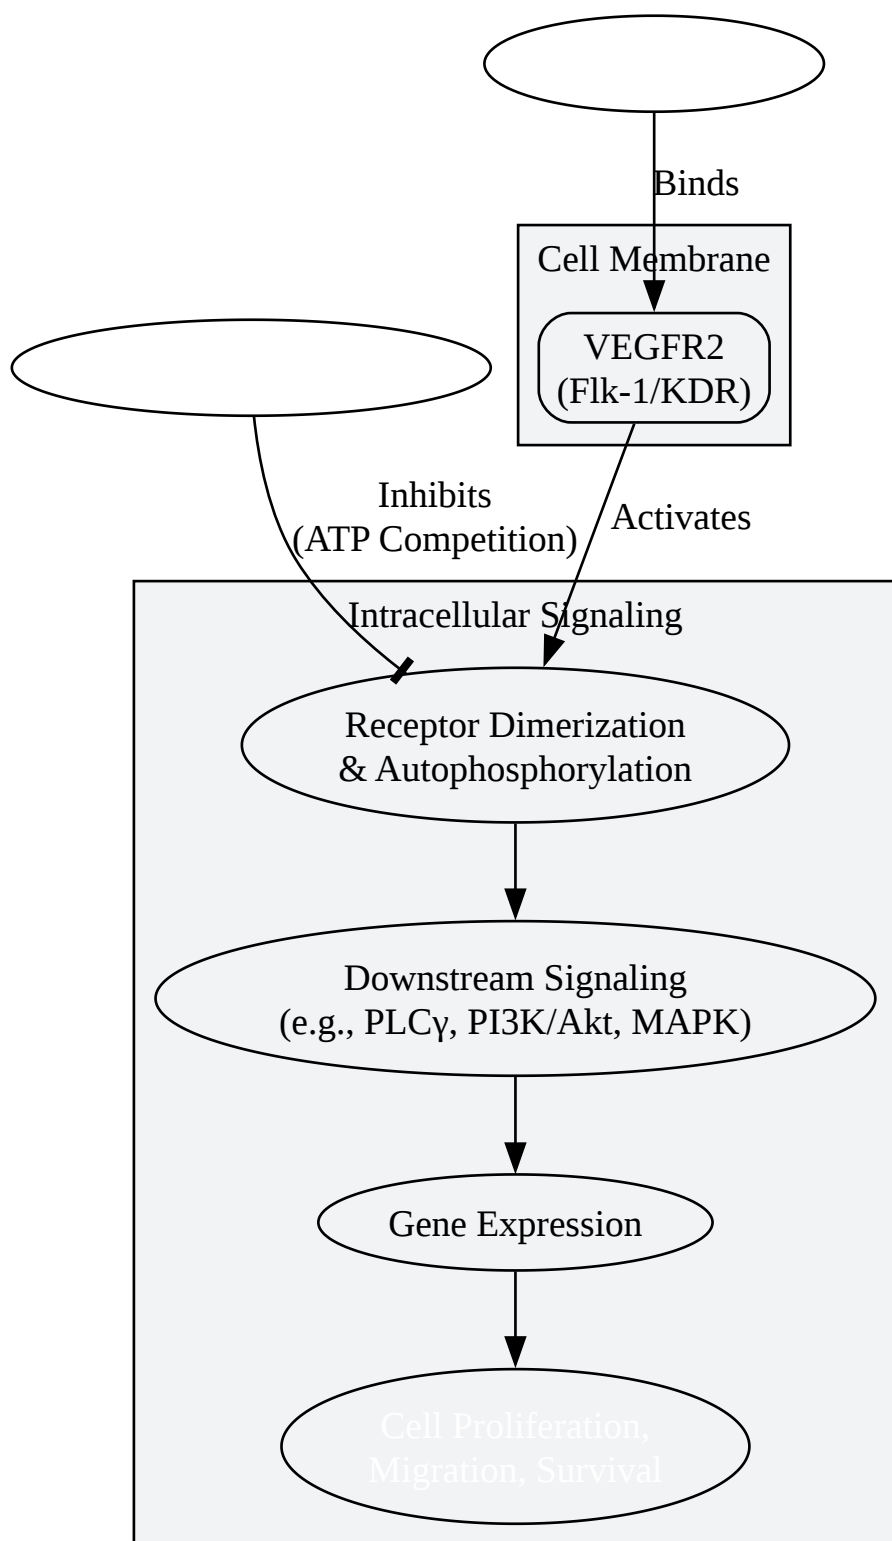 Binds
Cell Membrane
VEGFR2
(Flk-1/KDR)
Inhibits
(ATP Competition)
Activates
Intracellular Signaling
Receptor Dimerization
& Autophosphorylation
Downstream Signaling
(e.g., PLCγ, PI3K/Akt, MAPK)
Gene Expression
Cell Proliferation,
Migration, Survival